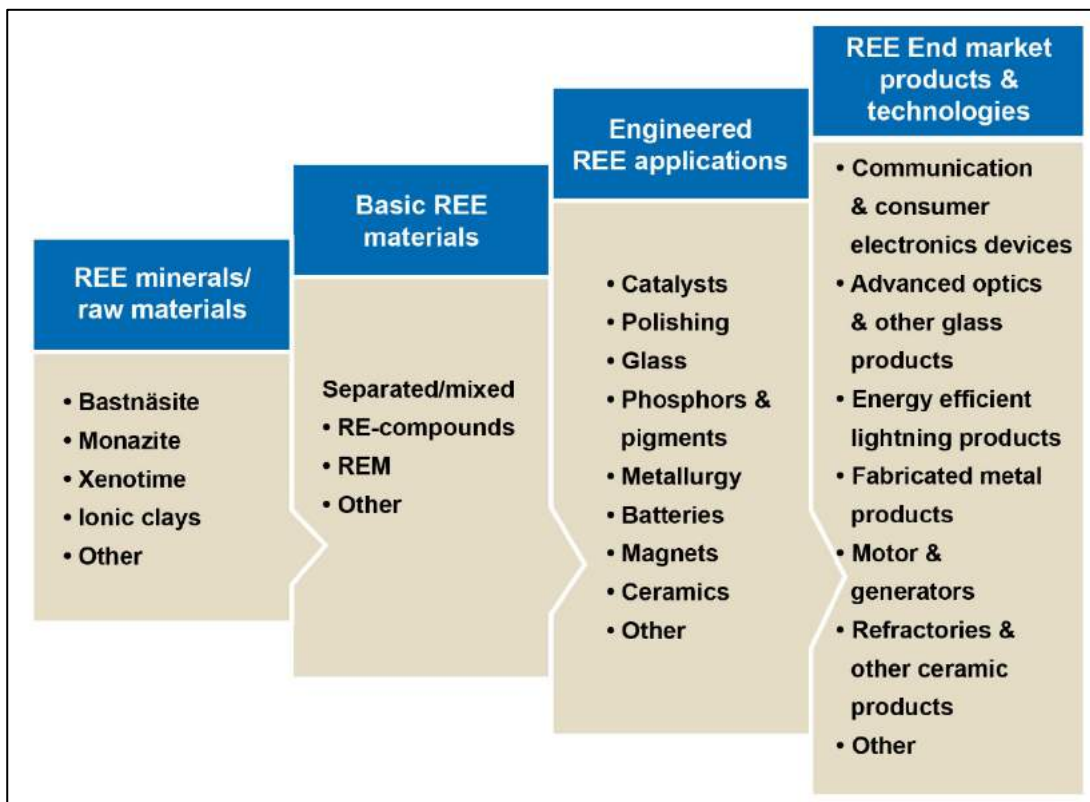 REE minerals/
raw materials
• Bastnäsite
• Monazite
• Xenotime
• Ionic clays
• Other
Basic REE
materials
Separated/mixed
• RE-compounds
• REM
• Other
Engineered
REE applications
• Catalysts
• Polishing
• Glass
• Phosphors &
pigments
• Metallurgy
• Batteries
• Magnets
• Ceramics
• Other
REE End market
products &
technologies
• Communication
& consumer
electronics devices
• Advanced optics
& other glass
products
• Energy efficient
lightning products
• Fabricated metal
products
• Motor &
generators
• Refractories &
other ceramic
products
• Other